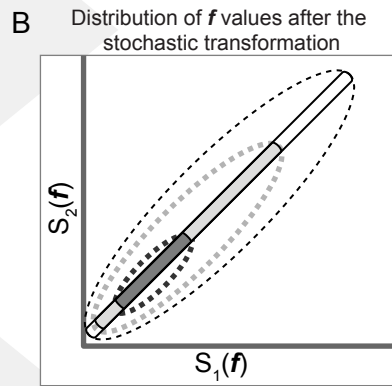 B
Distribution of f values after the
stochastic transformation
S₂(f)
S₁(f)